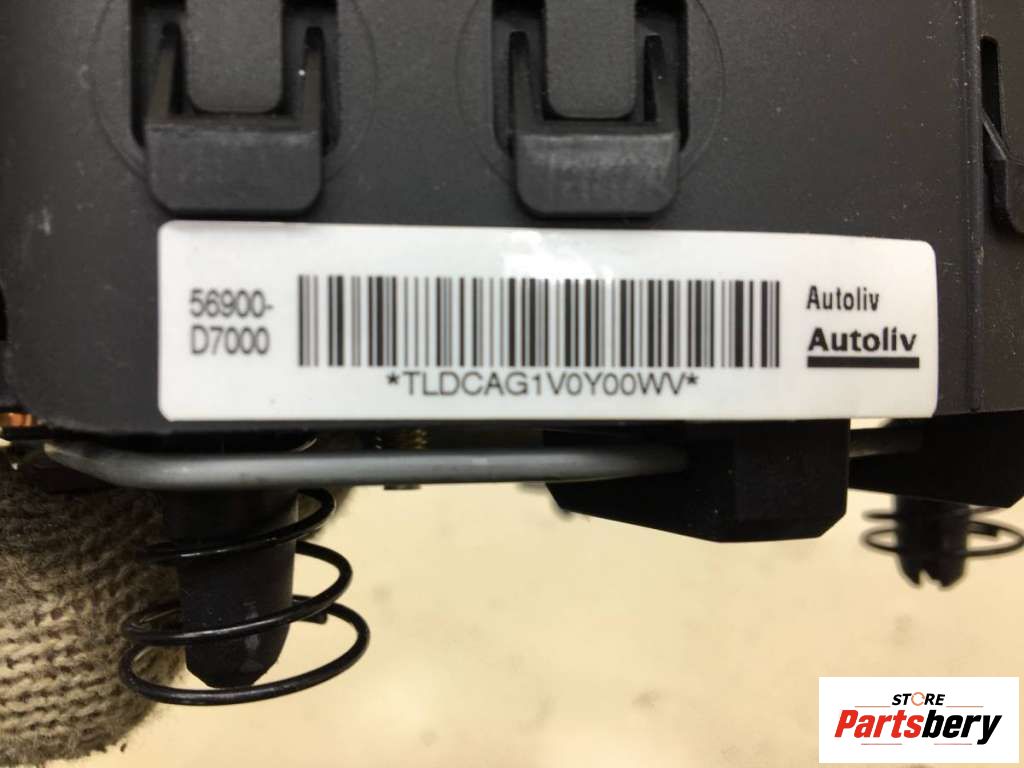 56900-
D7000
*TLDCAG1V0Y00WV*
Autoliv
Autoliv
STORE
Partsbery